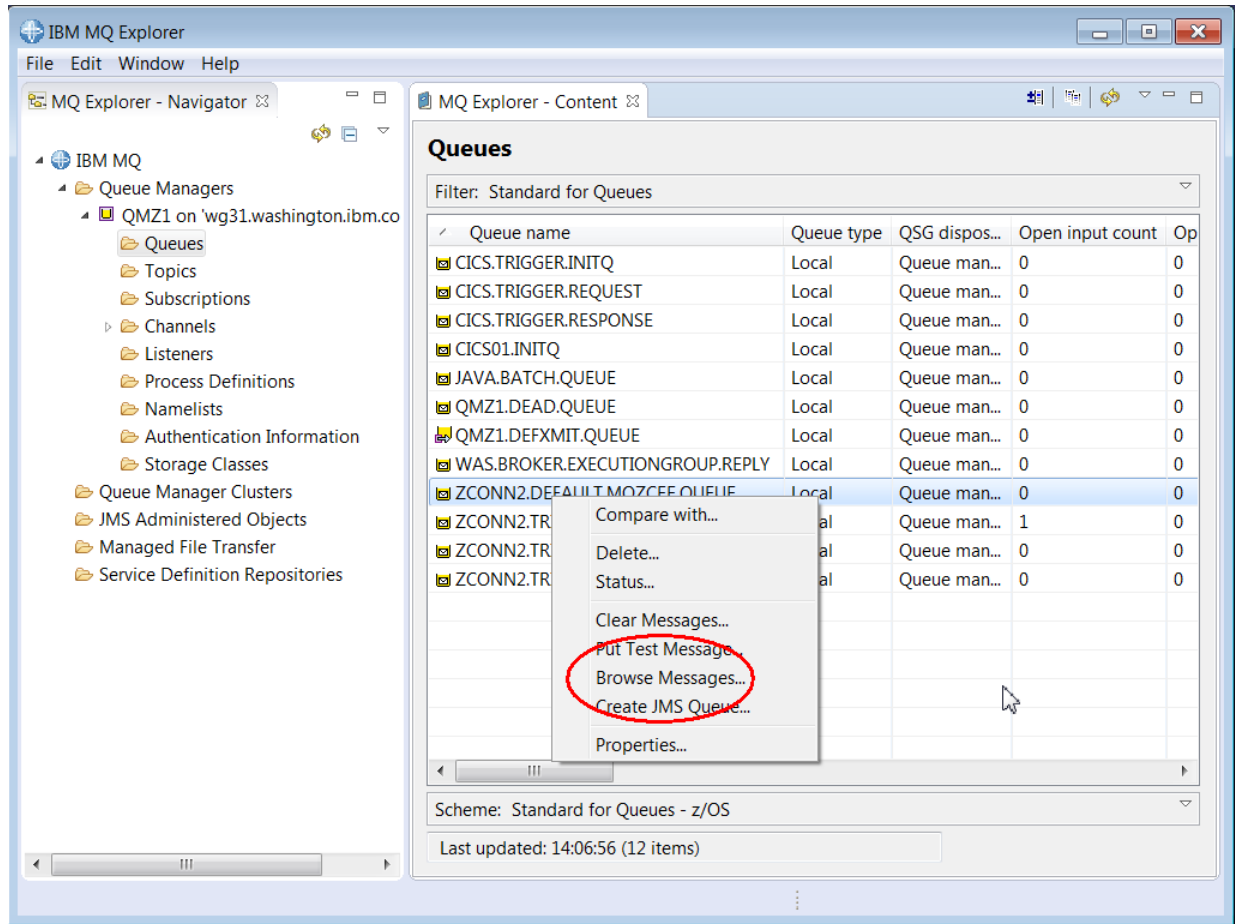 IBM MQ Explorer
File Edit Window Help
MQ Explorer - Navigator
IBM MQ
Queue Managers
QMZ1 on 'wg31.washington.ibm.co
Queues
Topics
Subscriptions
Channels
Listeners
Process Definitions
Namelists
Authentication Information
Storage Classes
Queue Manager Clusters
JMS Administered Objects
Managed File Transfer
Service Definition Repositories
MQ Explorer - Content
Queues
Filter: Standard for Queues
Queue name Queue type QSG dispos... Open input count Op
CICS.TRIGGER.INITQ Local Queue man... 0 0
CICS.TRIGGER.REQUEST Local Queue man... 0 0
CICS.TRIGGER.RESPONSE Local Queue man... 0 0
CICS01.INITQ Local Queue man... 0 0
JAVA.BATCH.QUEUE Local Queue man... 0 0
QMZ1.DEAD.QUEUE Local Queue man... 0 0
QMZ1.DEFXMIT.QUEUE Local Queue man... 0 0
WAS.BROKER.EXECUTIONGROUP.REPLY Local Queue man... 0 0
ZCONN2.DEFAULT.MQZCEE.QUEUE Local Queue man... 0 0
ZCONN2.TR al Queue man... 1 0
ZCONN2.TR al Queue man... 0 0
ZCONN2.TR al Queue man... 0 0
Compare with...
Delete...
Status...
Clear Messages...
Put Test Message...
Browse Messages...
Create JMS Queue...
Properties...
Scheme: Standard for Queues - z/OS
Last updated: 14:06:56 (12 items)